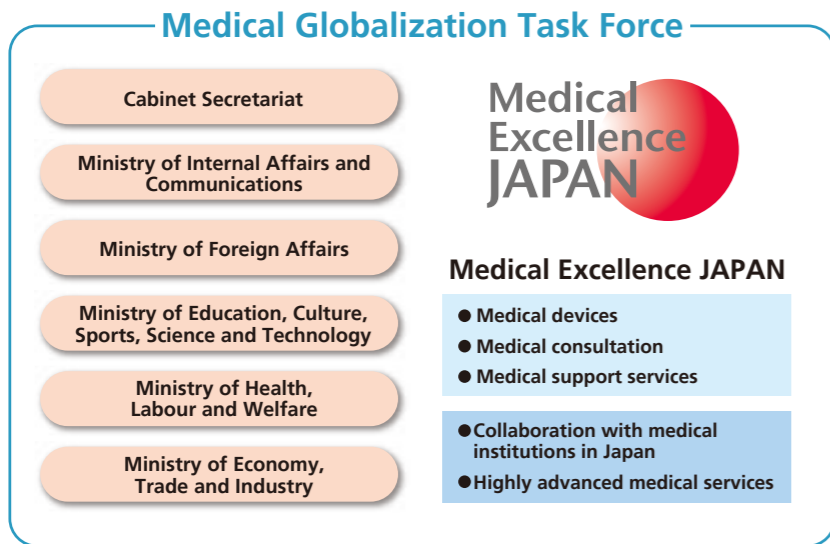 Medical Globalization Task Force
Cabinet Secretariat
Ministry of Internal Affairs and
Communications
Ministry of Foreign Affairs
Ministry of Education, Culture,
Sports, Science and Technology
Ministry of Health,
Labour and Welfare
Ministry of Economy,
Trade and Industry
Medical
Excellence
JAPAN
Medical Excellence JAPAN
● Medical devices
● Medical consultation
● Medical support services
●Collaboration with medical
institutions in Japan
●Highly advanced medical services